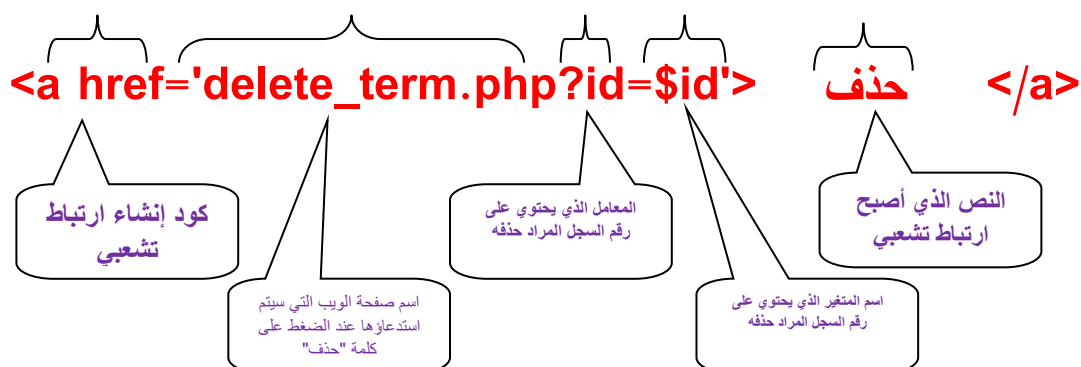 <a href='delete_term.php?id=$id'> حذف </a>
كود إنشاء ارتباط
تشعبي
المعامل الذي يحتوي على
رقم السجل المراد حذفه
النص الذي أصبح
ارتباط تشعبي
اسم صفحة الويب التي سيتم
استدعاؤها عند الضغط على
كلمة "حذف"
اسم المتغير الذي يحتوي على
رقم السجل المراد حذفه